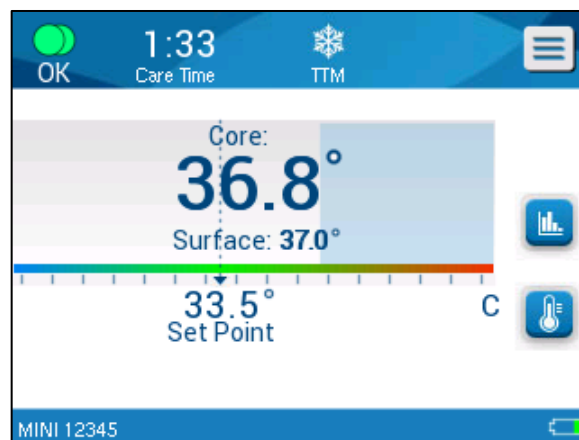 1:33
OK
Care Time
TTM
Core:
36.8°
Surface: 37.0°
33.5°
C
Set Point
MINI 12345